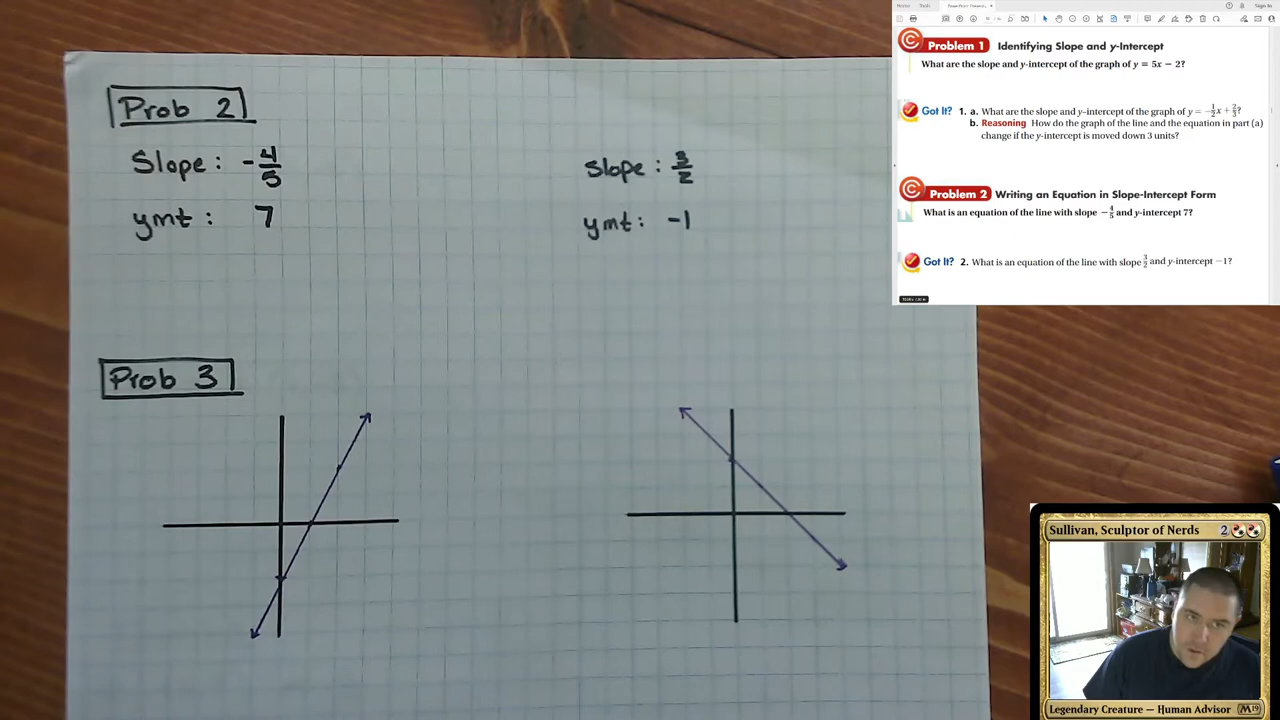 Prob 2
Slope: -4/5
ymt: 7
Slope: 3/2
ymt: -1
Prob 3
Home Tools
Sign In
Problem 1 Identifying Slope and y-Intercept
What are the slope and y-intercept of the graph of y = 5x − 2?
Got It? 1. a. What are the slope and y-intercept of the graph of y = −1/2x + 2/3?
b. Reasoning How do the graph of the line and the equation in part (a)
change if the y-intercept is moved down 3 units?
Problem 2 Writing an Equation in Slope-Intercept Form
What is an equation of the line with slope −4/5 and y-intercept 7?
Got It? 2. What is an equation of the line with slope 3/2 and y-intercept −1?
Sullivan, Sculptor of Nerds 2
Legendary Creature — Human Advisor M19